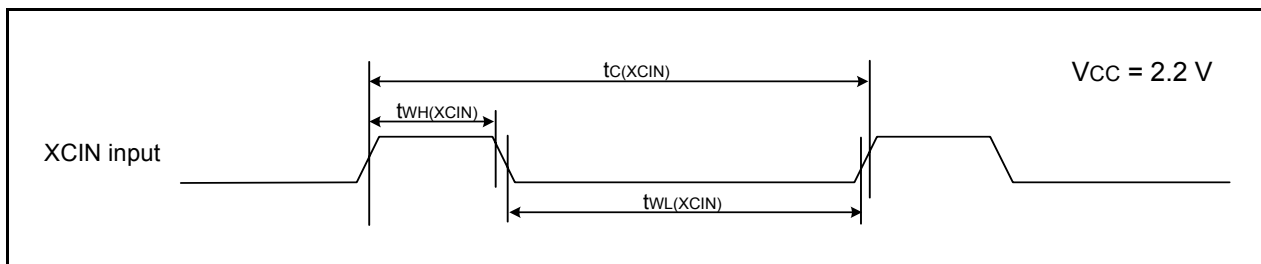 tC(XCIN)
VCC = 2.2 V
tWH(XCIN)
XCIN input
tWL(XCIN)